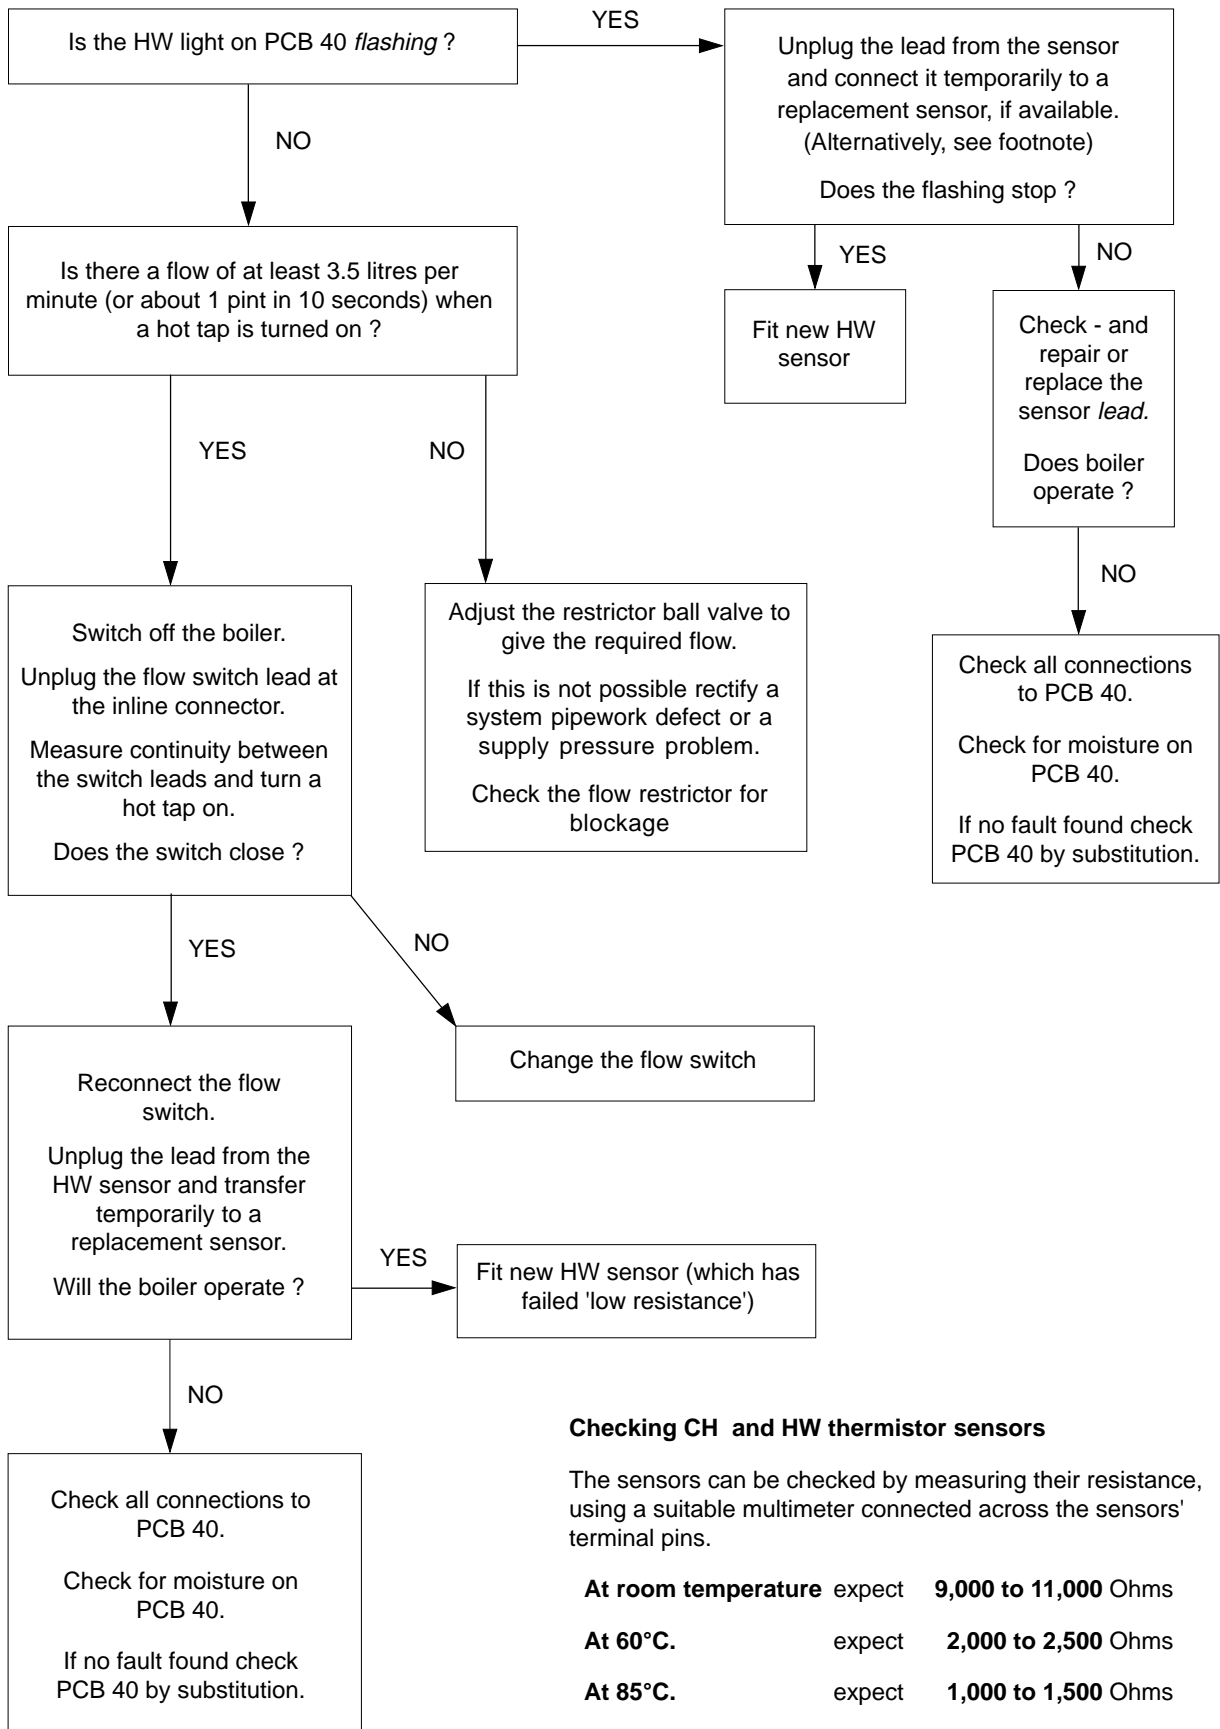 Is the HW light on PCB 40 flashing ?
YES
Unplug the lead from the sensor
and connect it temporarily to a
replacement sensor, if available.
(Alternatively, see footnote)
Does the flashing stop ?
NO
Is there a flow of at least 3.5 litres per
minute (or about 1 pint in 10 seconds) when
a hot tap is turned on ?
YES
NO
Fit new HW
sensor
Check - and
repair or
replace the
sensor lead.
Does boiler
operate ?
YES
NO
NO
Switch off the boiler.
Unplug the flow switch lead at
the inline connector.
Measure continuity between
the switch leads and turn a
hot tap on.
Does the switch close ?
Adjust the restrictor ball valve to
give the required flow.
If this is not possible rectify a
system pipework defect or a
supply pressure problem.
Check the flow restrictor for
blockage
Check all connections
to PCB 40.
Check for moisture on
PCB 40.
If no fault found check
PCB 40 by substitution.
YES
NO
Change the flow switch
Reconnect the flow
switch.
Unplug the lead from the
HW sensor and transfer
temporarily to a
replacement sensor.
Will the boiler operate ?
YES
Fit new HW sensor (which has
failed 'low resistance')
NO
Check all connections to
PCB 40.
Check for moisture on
PCB 40.
If no fault found check
PCB 40 by substitution.
Checking CH and HW thermistor sensors
The sensors can be checked by measuring their resistance,
using a suitable multimeter connected across the sensors'
terminal pins.
At room temperature expect 9,000 to 11,000 Ohms
At 60°C. expect 2,000 to 2,500 Ohms
At 85°C. expect 1,000 to 1,500 Ohms